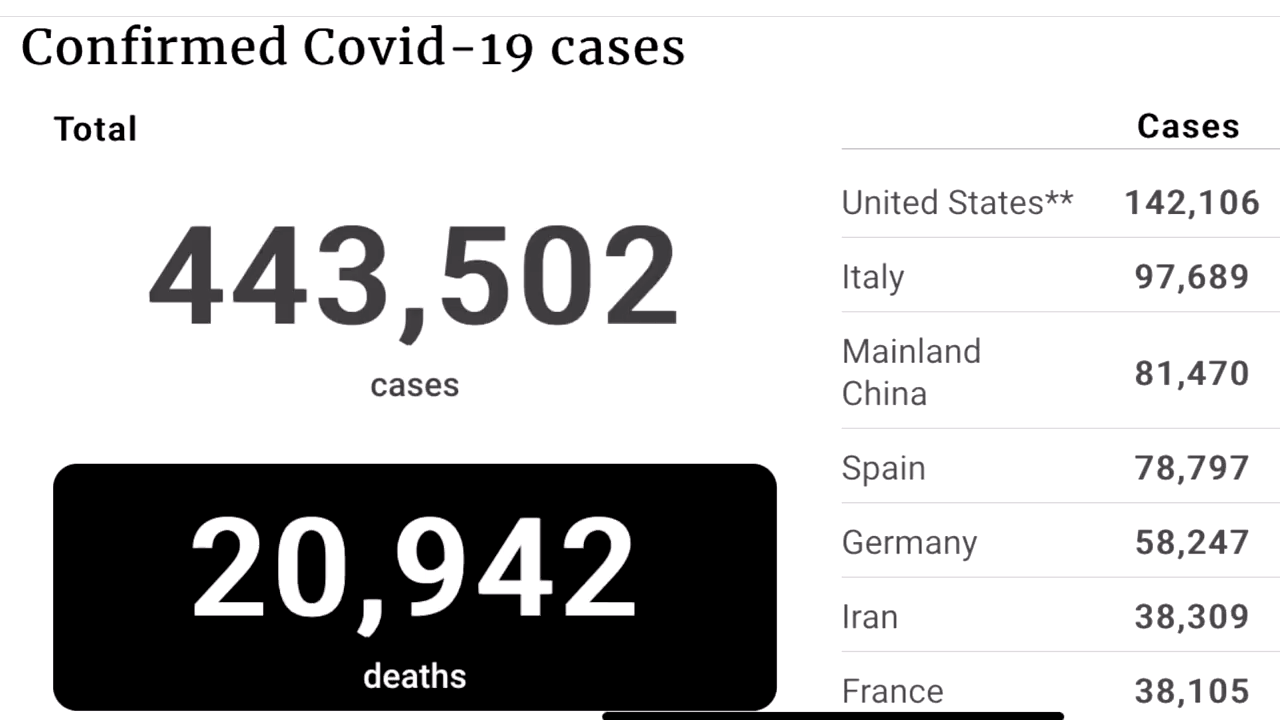 Confirmed Covid-19 cases
Total
443,502
cases
20,942
deaths
Cases
United States** 142,106
Italy 97,689
Mainland
China 81,470
Spain 78,797
Germany 58,247
Iran 38,309
France 38,105